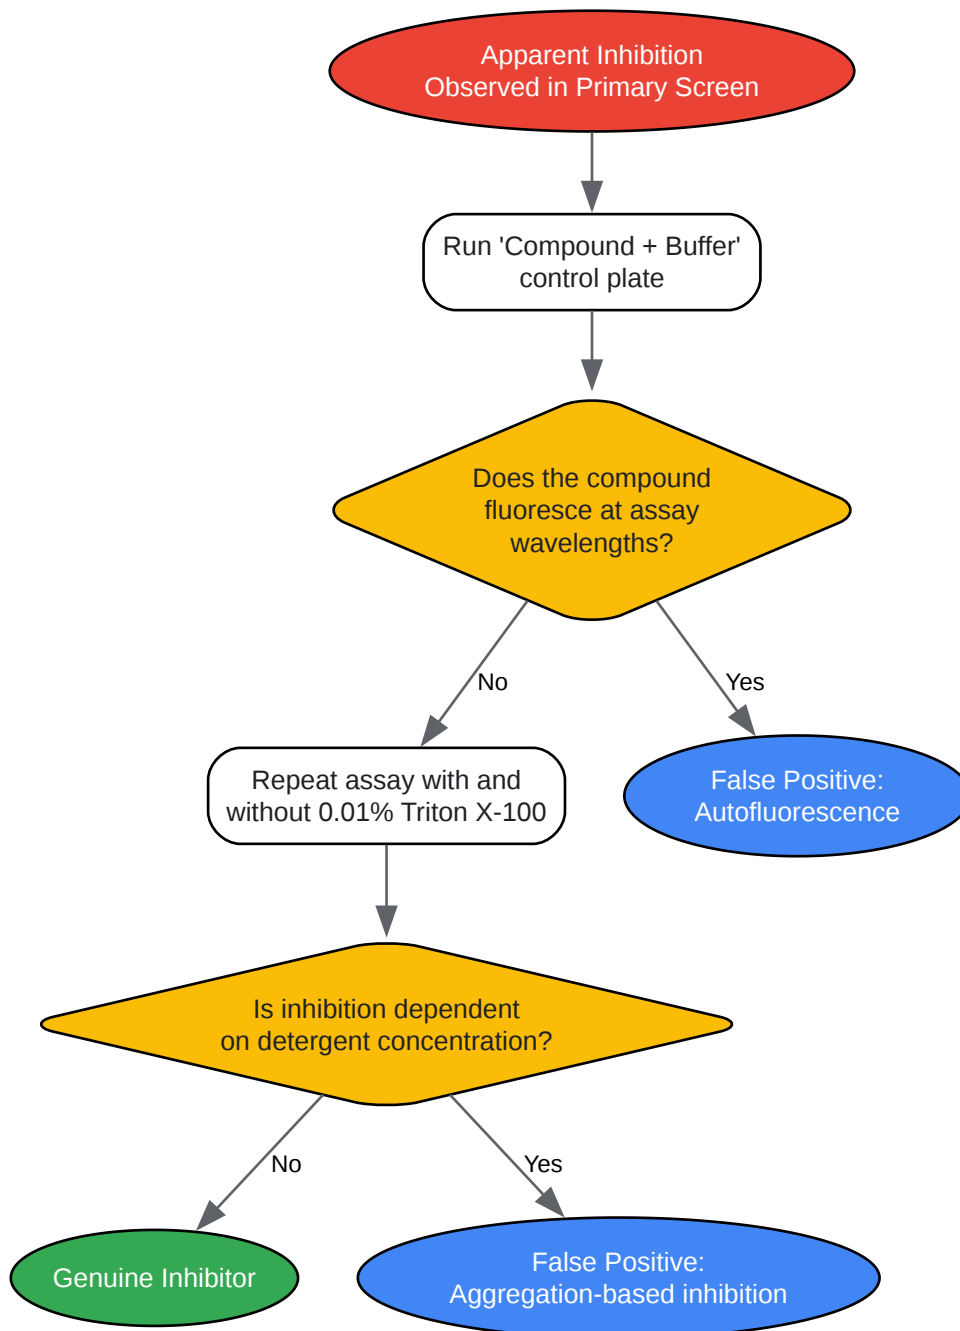 Apparent Inhibition
Observed in Primary Screen
Run 'Compound + Buffer'
control plate
Does the compound
fluoresce at assay
wavelengths?
No
Yes
Repeat assay with and
without 0.01% Triton X-100
False Positive:
Autofluorescence
Is inhibition dependent
on detergent concentration?
No
Yes
Genuine Inhibitor
False Positive:
Aggregation-based inhibition